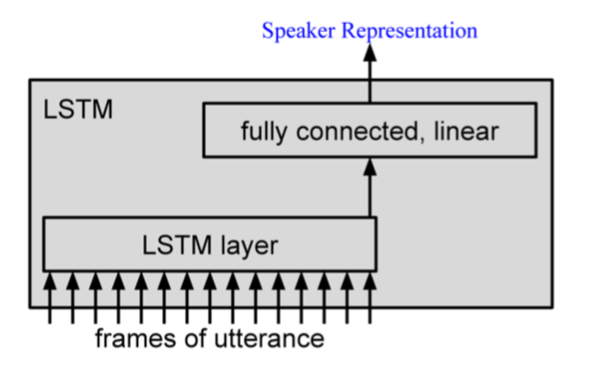 Speaker Representation
LSTM
fully connected, linear
LSTM layer
frames of utterance